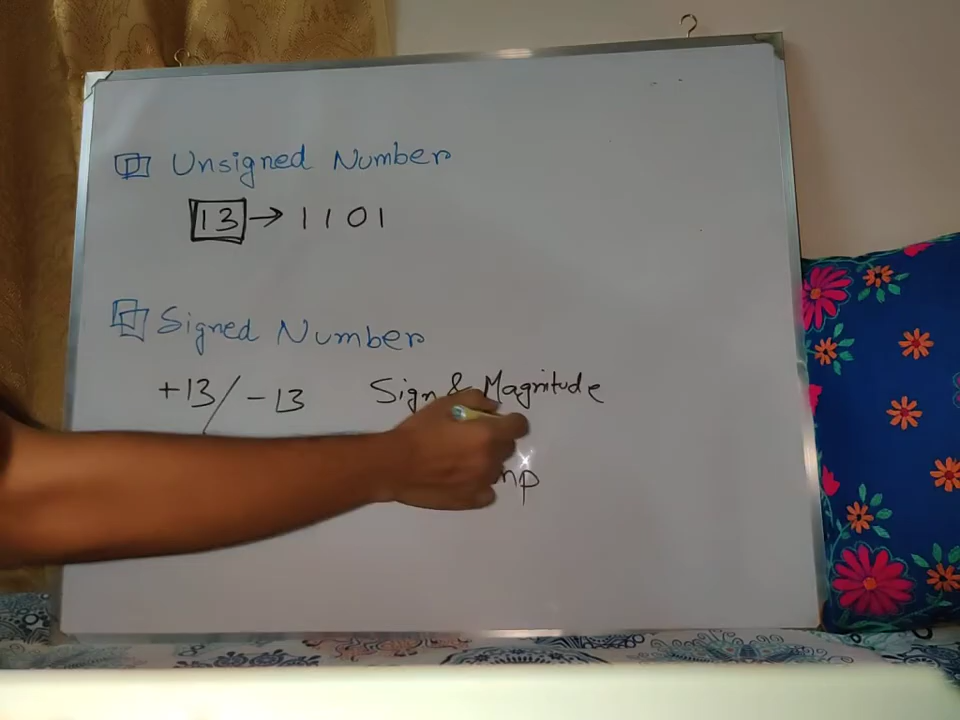 Unsigned Number
13 → 1101
Signed Number
+13 / -13 Sign & Magnitude